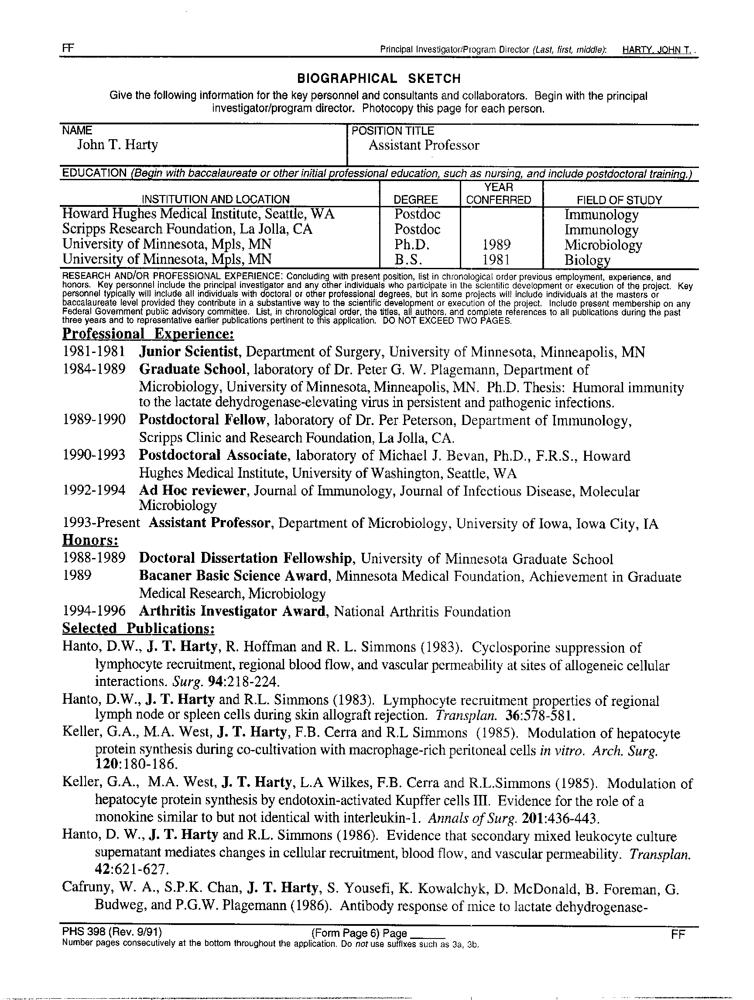 FF Principal Investigator/Program Director (Last, first, middle): HARTY, JOHN T. .
BIOGRAPHICAL SKETCH
Give the following information for the key personnel and consultants and collaborators. Begin with the principal
investigator/program director. Photocopy this page for each person.
NAME POSITION TITLE
John T. Harty Assistant Professor
EDUCATION (Begin with baccalaureate or other initial professional education, such as nursing, and include postdoctoral training.)
INSTITUTION AND LOCATION DEGREE YEAR CONFERRED FIELD OF STUDY
Howard Hughes Medical Institute, Seattle, WA Postdoc Immunology
Scripps Research Foundation, La Jolla, CA Postdoc Immunology
University of Minnesota, Mpls, MN Ph.D. 1989 Microbiology
University of Minnesota, Mpls, MN B.S. 1981 Biology
RESEARCH AND/OR PROFESSIONAL EXPERIENCE: Concluding with present position, list in chronological order previous employment, experience, and
honors. Key personnel include the principal investigator and any other individuals who participate in the scientific development or execution of the project. Key
personnel typically will include all individuals with doctoral or other professional degrees, but in some projects will include individuals at the masters or
baccalaureate level provided they contribute in a substantive way to the scientific development or execution of the project. Include present membership on any
Federal Government public advisory committee. List, in chronological order, the titles, all authors, and complete references to all publications during the past
three years and to representative earlier publications pertinent to this application. DO NOT EXCEED TWO PAGES.
Professional Experience:
1981-1981 Junior Scientist, Department of Surgery, University of Minnesota, Minneapolis, MN
1984-1989 Graduate School, laboratory of Dr. Peter G. W. Plagemann, Department of
Microbiology, University of Minnesota, Minneapolis, MN. Ph.D. Thesis: Humoral immunity
to the lactate dehydrogenase-elevating virus in persistent and pathogenic infections.
1989-1990 Postdoctoral Fellow, laboratory of Dr. Per Peterson, Department of Immunology,
Scripps Clinic and Research Foundation, La Jolla, CA.
1990-1993 Postdoctoral Associate, laboratory of Michael J. Bevan, Ph.D., F.R.S., Howard
Hughes Medical Institute, University of Washington, Seattle, WA
1992-1994 Ad Hoc reviewer, Journal of Immunology, Journal of Infectious Disease, Molecular
Microbiology
1993-Present Assistant Professor, Department of Microbiology, University of Iowa, Iowa City, IA
Honors:
1988-1989 Doctoral Dissertation Fellowship, University of Minnesota Graduate School
1989 Bacaner Basic Science Award, Minnesota Medical Foundation, Achievement in Graduate
Medical Research, Microbiology
1994-1996 Arthritis Investigator Award, National Arthritis Foundation
Selected Publications:
Hanto, D.W., J. T. Harty, R. Hoffman and R. L. Simmons (1983). Cyclosporine suppression of
lymphocyte recruitment, regional blood flow, and vascular permeability at sites of allogeneic cellular
interactions. Surg. 94:218-224.
Hanto, D.W., J. T. Harty and R.L. Simmons (1983). Lymphocyte recruitment properties of regional
lymph node or spleen cells during skin allograft rejection. Transplan. 36:578-581.
Keller, G.A., M.A. West, J. T. Harty, F.B. Cerra and R.L Simmons (1985). Modulation of hepatocyte
protein synthesis during co-cultivation with macrophage-rich peritoneal cells in vitro. Arch. Surg.
120:180-186.
Keller, G.A., M.A. West, J. T. Harty, L.A Wilkes, F.B. Cerra and R.L.Simmons (1985). Modulation of
hepatocyte protein synthesis by endotoxin-activated Kupffer cells III. Evidence for the role of a
monokine similar to but not identical with interleukin-1. Annals of Surg. 201:436-443.
Hanto, D. W., J. T. Harty and R.L. Simmons (1986). Evidence that secondary mixed leukocyte culture
supernatant mediates changes in cellular recruitment, blood flow, and vascular permeability. Transplan.
42:621-627.
Cafruny, W. A., S.P.K. Chan, J. T. Harty, S. Yousefi, K. Kowalchyk, D. McDonald, B. Foreman, G.
Budweg, and P.G.W. Plagemann (1986). Antibody response of mice to lactate dehydrogenase-
PHS 398 (Rev. 9/91) (Form Page 6) Page ______ FF
Number pages consecutively at the bottom throughout the application. Do not use suffixes such as 3a, 3b.